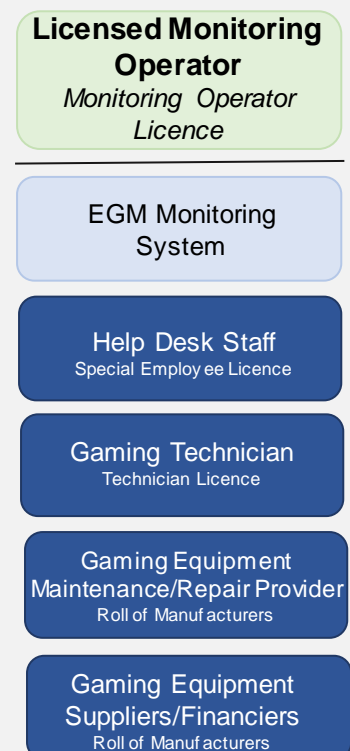 Licensed Monitoring
Operator
Monitoring Operator
Licence
EGM Monitoring
System
Help Desk Staff
Special Employee Licence
Gaming Technician
Technician Licence
Gaming Equipment
Maintenance/Repair Provider
Roll of Manufacturers
Gaming Equipment
Suppliers/Financiers
Roll of Manufacturers